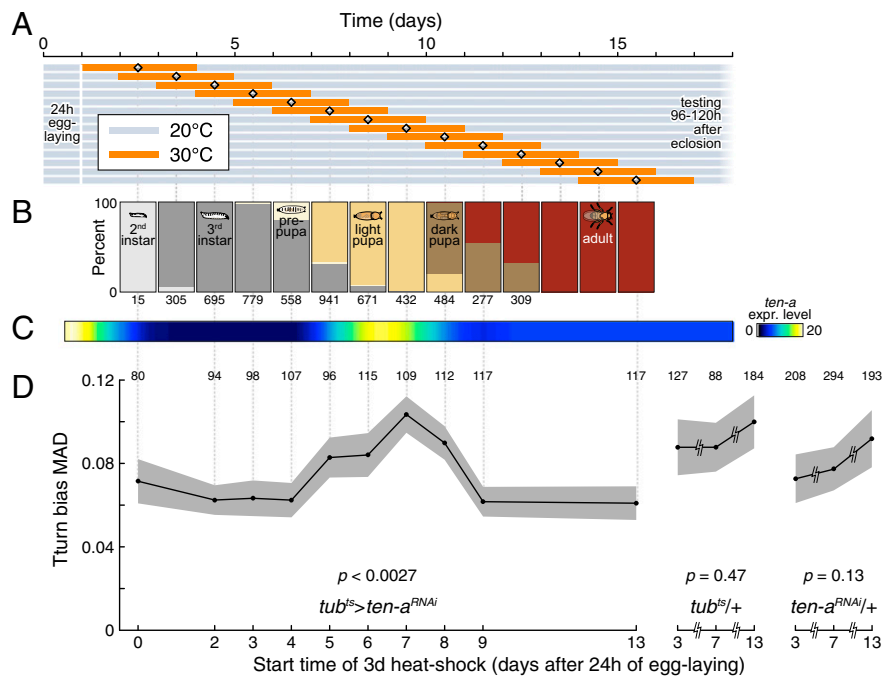 A
Time (days)
0 5 10 15
24h
egg-
laying
20°C
30°C
testing
96-120h
after
eclosion
B
Percent
100
0
2nd
instar
3rd
instar
pre-
pupa
light
pupa
dark
pupa
adult
15 305 695 779 558 941 671 432 484 277 309
C
ten-a
expr. level
0 20
D
Tturn bias MAD
0.12
0.08
0.04
0
80 94 98 107 96 115 109 112 117 117 127 88 184 208 294 193
p < 0.0027 p = 0.47 p = 0.13
tubts>ten-aRNAi tubts/+ ten-aRNAi/+
0 2 3 4 5 6 7 8 9 13 3 7 13 3 7 13
Start time of 3d heat-shock (days after 24h of egg-laying)